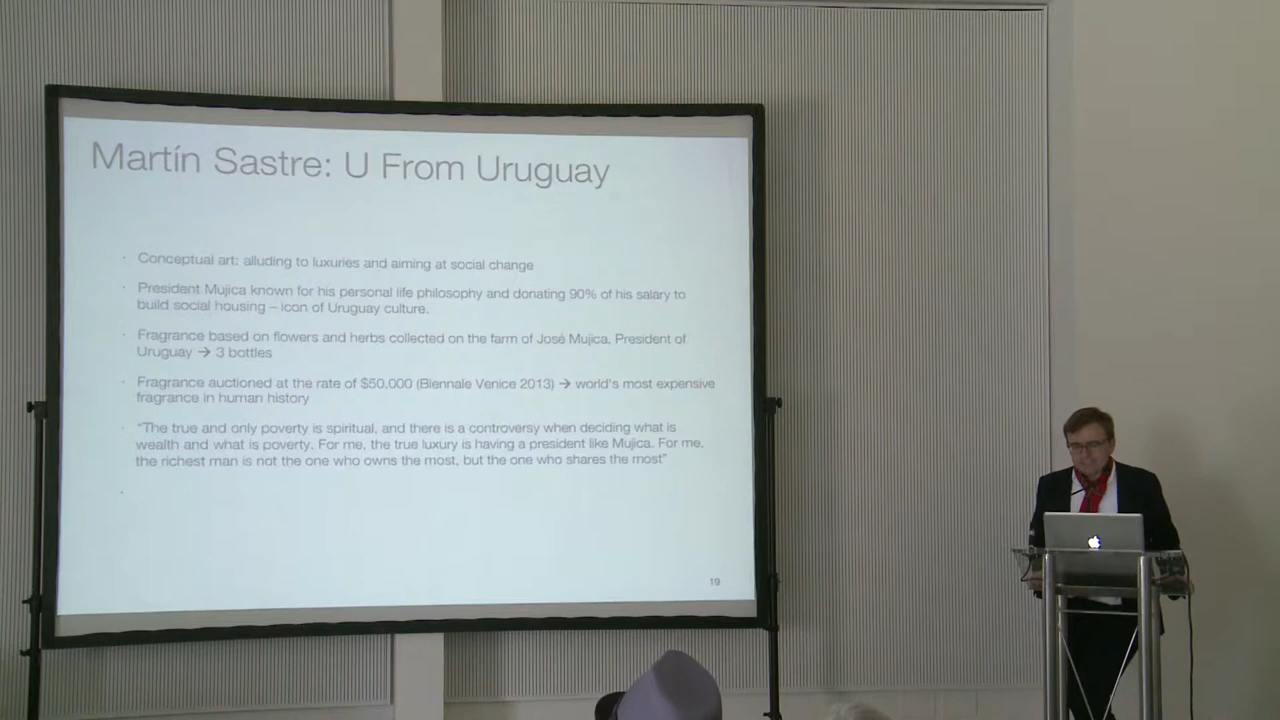 Martín Sastre: U From Uruguay
· Conceptual art: alluding to luxuries and aiming at social change
· President Mujica known for his personal life philosophy and donating 90% of his salary to
build social housing – icon of Uruguay culture.
· Fragrance based on flowers and herbs collected on the farm of José Mujica, President of
Uruguay → 3 bottles
· Fragrance auctioned at the rate of $50,000 (Biennale Venice 2013) → world's most expensive
fragrance in human history
· "The true and only poverty is spiritual, and there is a controversy when deciding what is
wealth and what is poverty. For me, the true luxury is having a president like Mujica. For me,
the richest man is not the one who owns the most, but the one who shares the most"
·
19